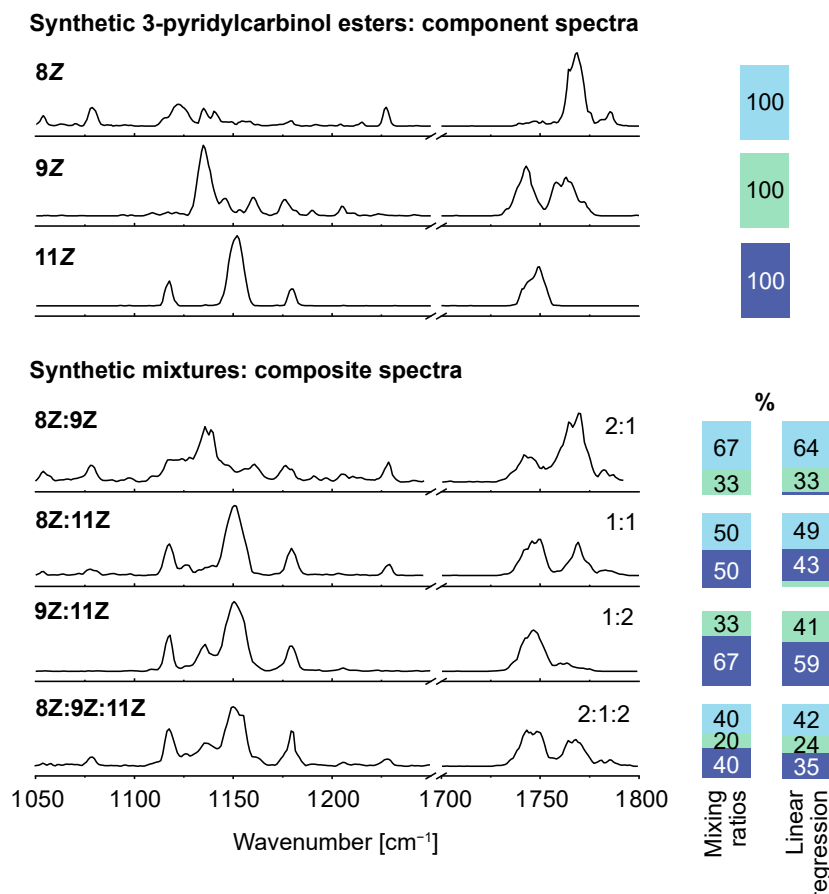 Synthetic 3-pyridylcarbinol esters: component spectra
8Z
100
9Z
100
11Z
100
Synthetic mixtures: composite spectra
%
8Z:9Z
2:1
67
64
33
33
8Z:11Z
1:1
50
49
50
43
9Z:11Z
1:2
33
41
67
59
8Z:9Z:11Z
2:1:2
40
42
20
24
40
35
1050
1100
1150
1200
1700
1750
1800
Wavenumber [cm⁻¹]
Mixing
ratios
Linear
regression